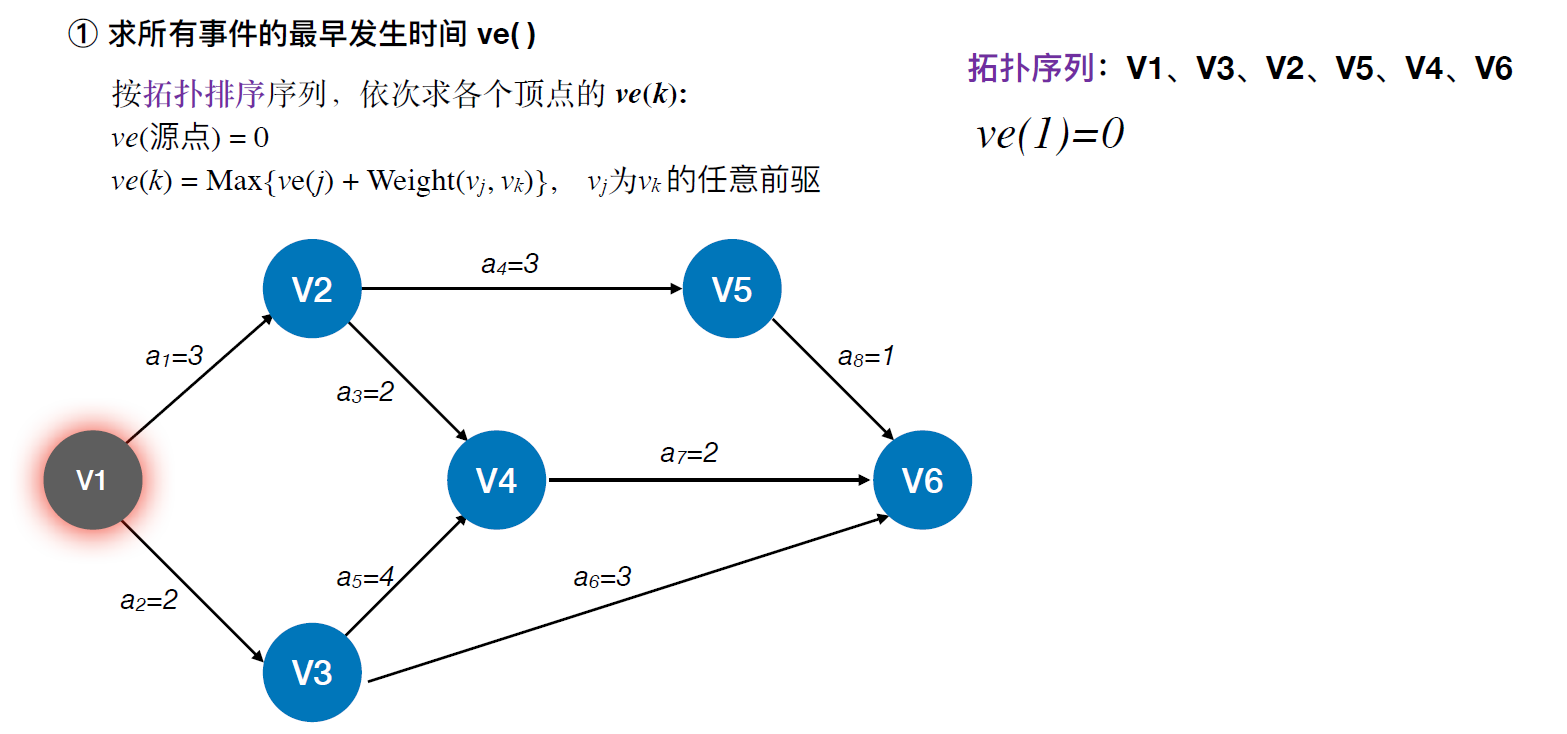 ① 求所有事件的最早发生时间 ve( )
按拓扑排序序列，依次求各个顶点的 ve(k):
ve(源点) = 0
ve(k) = Max{ve(j) + Weight(vj, vk)}, vj为vk的任意前驱
拓扑序列：V1、V3、V2、V5、V4、V6
ve(1)=0
V2
a4=3
V5
a1=3
a3=2
a8=1
V1
V4
a7=2
V6
a2=2
a5=4
a6=3
V3